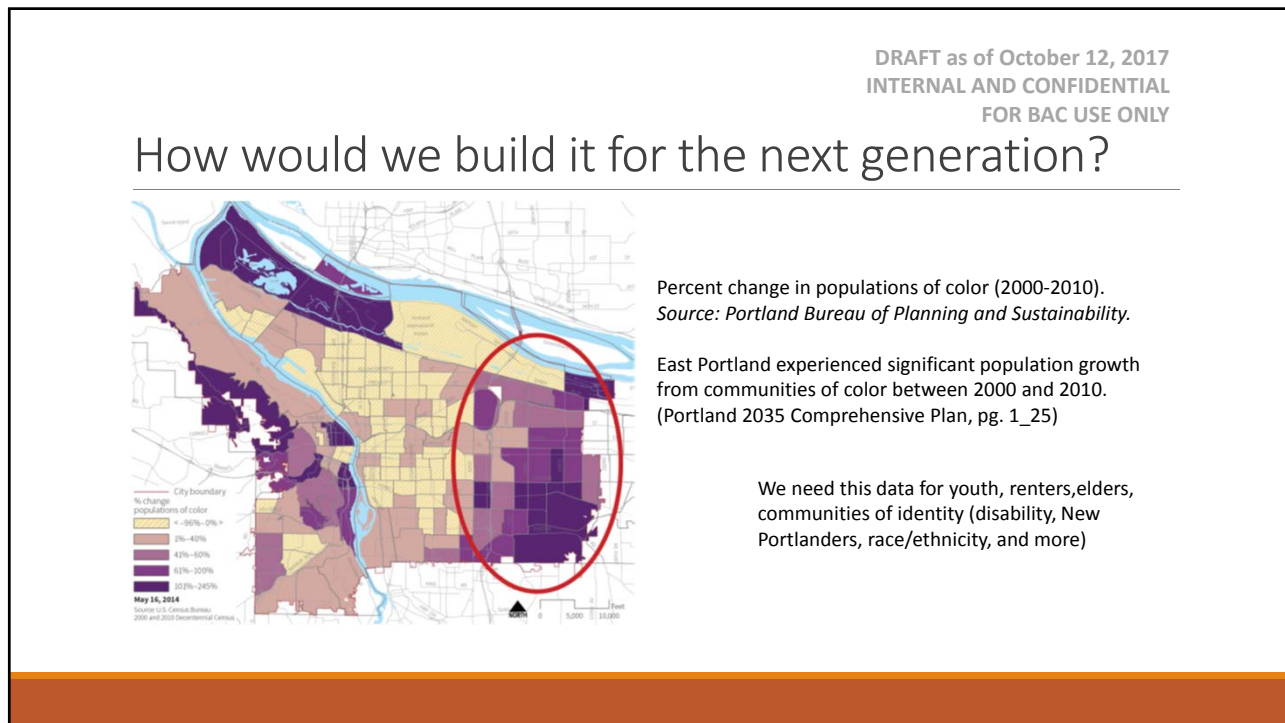 DRAFT as of October 12, 2017
INTERNAL AND CONFIDENTIAL
FOR BAC USE ONLY
How would we build it for the next generation?
Percent change in populations of color (2000-2010).
Source: Portland Bureau of Planning and Sustainability.
East Portland experienced significant population growth
from communities of color between 2000 and 2010.
(Portland 2035 Comprehensive Plan, pg. 1_25)
We need this data for youth, renters,elders,
communities of identity (disability, New
Portlanders, race/ethnicity, and more)
City boundary
% change
populations of color
< -96%-0% >
1%-40%
41%-60%
61%-100%
101%-245%
May 16, 2014
Source: U.S. Census Bureau
2000 and 2010 Decentennial Census
NORTH
Feet
0 5,000 10,000